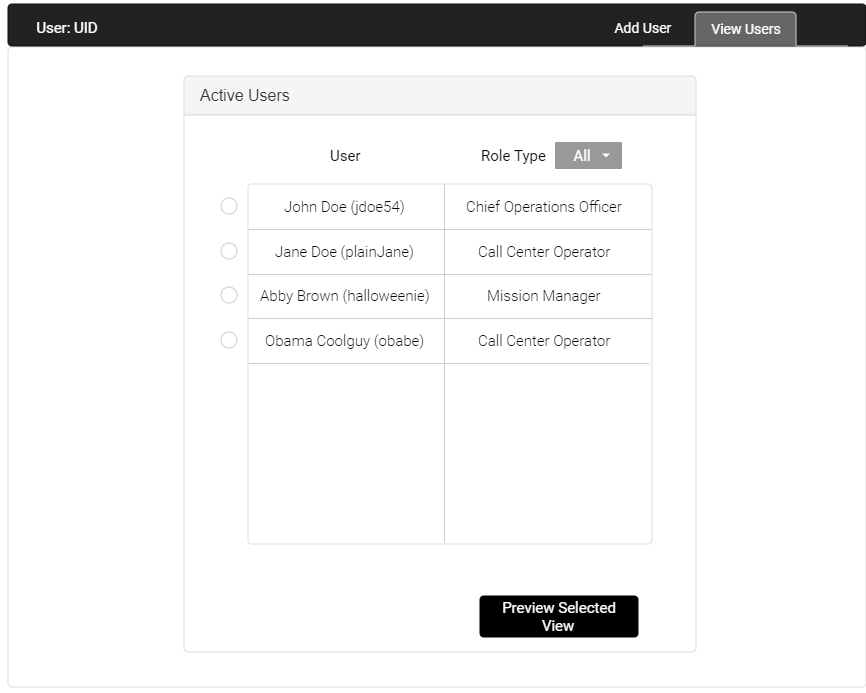 User: UID
Add User
View Users
Active Users
User
Role Type
All
John Doe (jdoe54)
Chief Operations Officer
Jane Doe (plainJane)
Call Center Operator
Abby Brown (halloweenie)
Mission Manager
Obama Coolguy (obabe)
Call Center Operator
Preview Selected
View